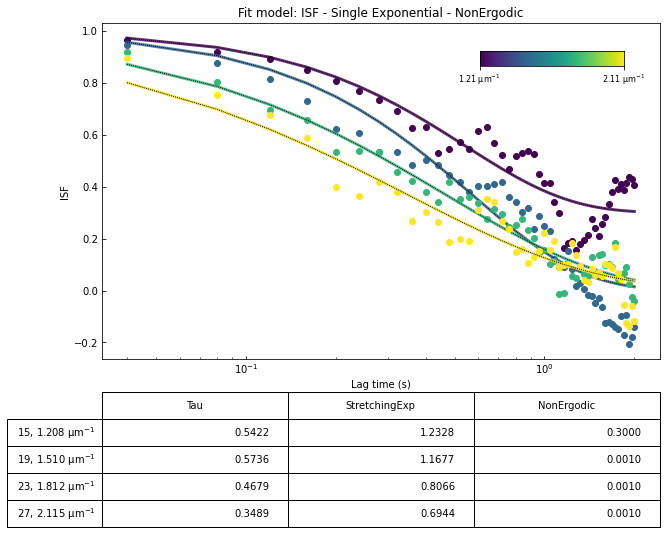 Fit model: ISF - Single Exponential - NonErgodic
1.0
0.8
0.6
0.4
0.2
0.0
−0.2
ISF
1.21 μm⁻¹ 2.11 μm⁻¹
10⁻¹ 10⁰
Lag time (s)
Tau StretchingExp NonErgodic
15, 1.208 μm⁻¹ 0.5422 1.2328 0.3000
19, 1.510 μm⁻¹ 0.5736 1.1677 0.0010
23, 1.812 μm⁻¹ 0.4679 0.8066 0.0010
27, 2.115 μm⁻¹ 0.3489 0.6944 0.0010